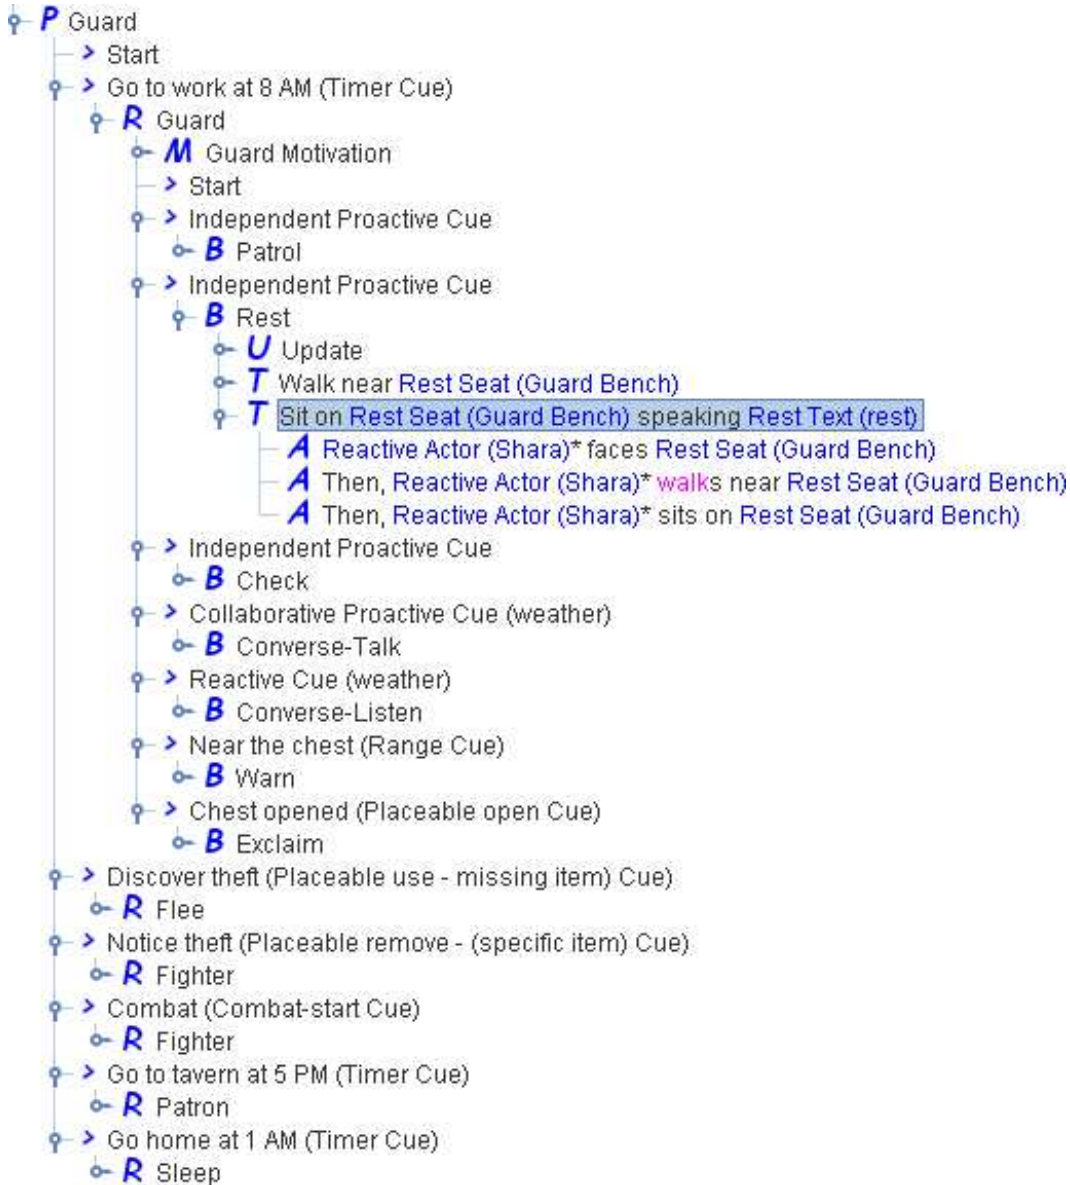 P Guard
> Start
> Go to work at 8 AM (Timer Cue)
R Guard
M Guard Motivation
> Start
> Independent Proactive Cue
B Patrol
> Independent Proactive Cue
B Rest
U Update
T Walk near Rest Seat (Guard Bench)
T Sit on Rest Seat (Guard Bench) speaking Rest Text (rest)
A Reactive Actor (Shara)* faces Rest Seat (Guard Bench)
A Then, Reactive Actor (Shara)* walks near Rest Seat (Guard Bench)
A Then, Reactive Actor (Shara)* sits on Rest Seat (Guard Bench)
> Independent Proactive Cue
B Check
> Collaborative Proactive Cue (weather)
B Converse-Talk
> Reactive Cue (weather)
B Converse-Listen
> Near the chest (Range Cue)
B Warn
> Chest opened (Placeable open Cue)
B Exclaim
> Discover theft (Placeable use - missing item) Cue)
R Flee
> Notice theft (Placeable remove - (specific item) Cue)
R Fighter
> Combat (Combat-start Cue)
R Fighter
> Go to tavern at 5 PM (Timer Cue)
R Patron
> Go home at 1 AM (Timer Cue)
R Sleep